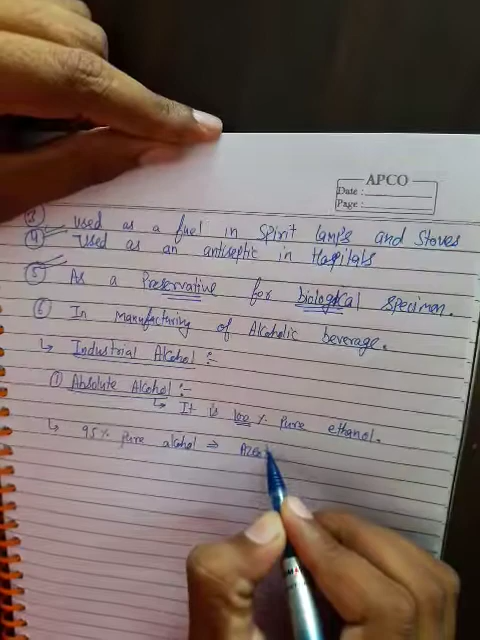 APCO
Date :
Page :
③ Used as a fuel in Spirit lamps and Stoves
④ Used as an antiseptic in Hospitals
⑤ As a Preservative for biological specimen.
⑥ In manufacturing of Alcoholic beverage.
↳ Industrial Alcohol :-
① Absolute Alcohol :-
↳ It is 100 % Pure ethanol.
↳ 95% pure alcohol ⇒ Azeo